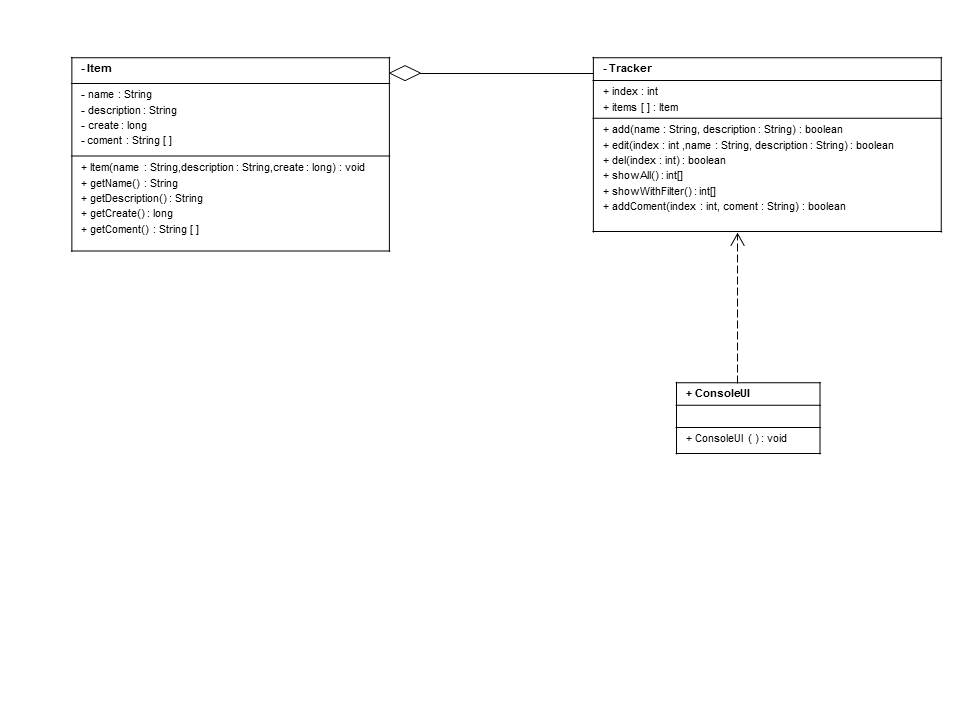 - Item
- name : String
- description : String
- create : long
- coment : String [ ]
+ Item(name : String,description : String,create : long) : void
+ getName() : String
+ getDescription() : String
+ getCreate() : long
+ getComent() : String [ ]
- Tracker
+ index : int
+ items [ ] : Item
+ add(name : String, description : String) : boolean
+ edit(index : int ,name : String, description : String) : boolean
+ del(index : int) : boolean
+ showAll() : int[]
+ showWithFilter() : int[]
+ addComent(index : int, coment : String) : boolean
+ ConsoleUI
+ ConsoleUI ( ) : void